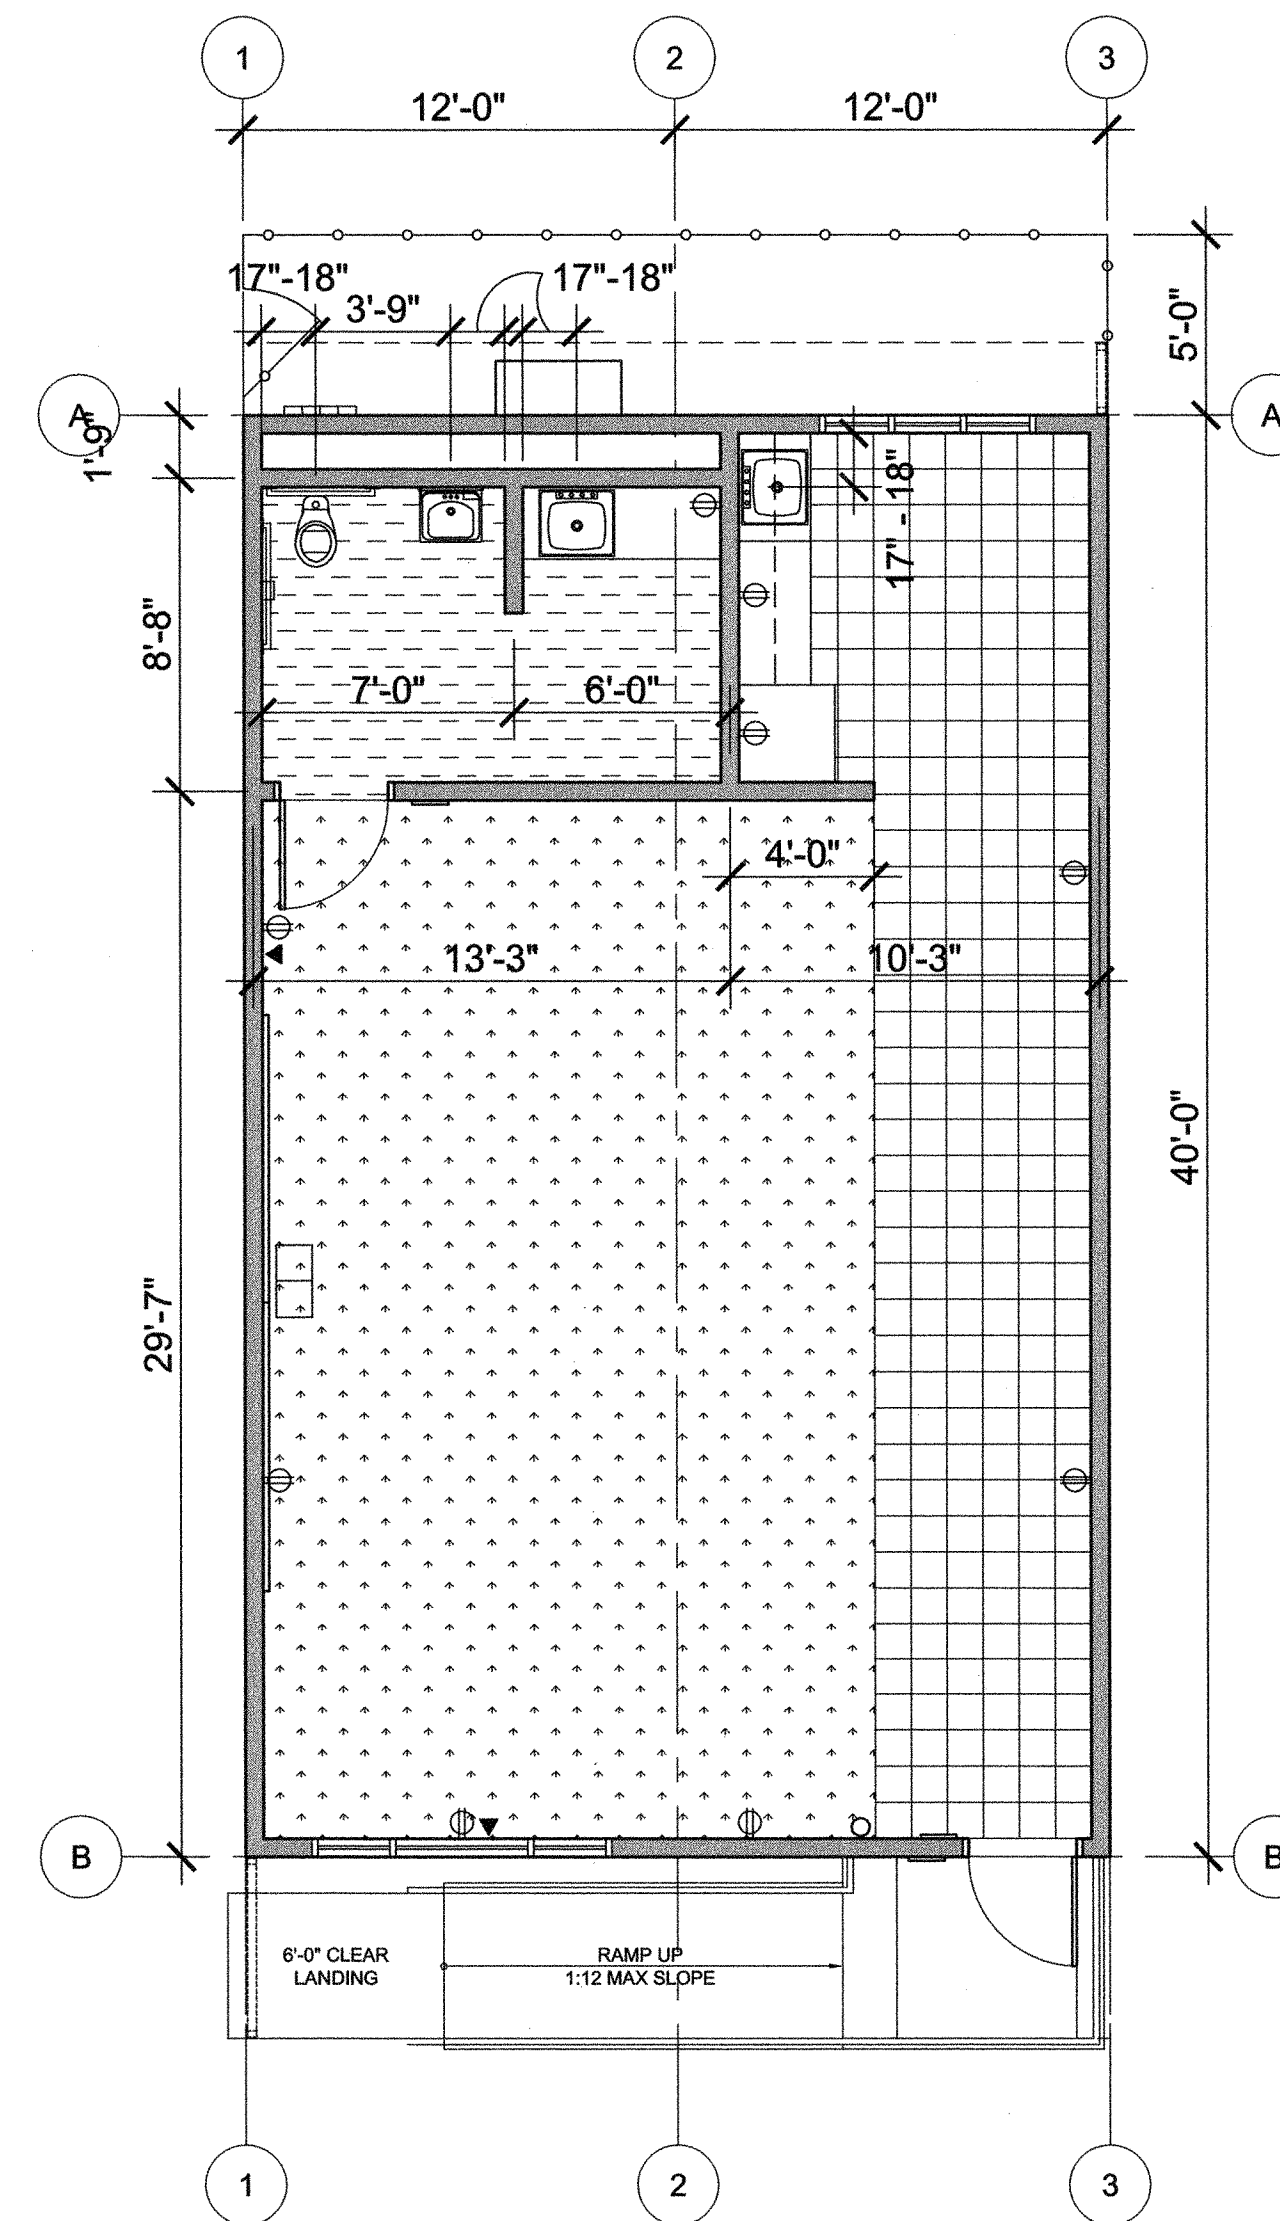 1
2
3
12'-0"
12'-0"
17"-18"
17"-18"
3'-9"
5'-0"
A
A
1'-9"
17" - 18"
8'-8"
7'-0"
6'-0"
4'-0"
13'-3"
10'-3"
40'-0"
29'-7"
B
B
6'-0" CLEAR
LANDING
RAMP UP
1:12 MAX SLOPE
1
2
3